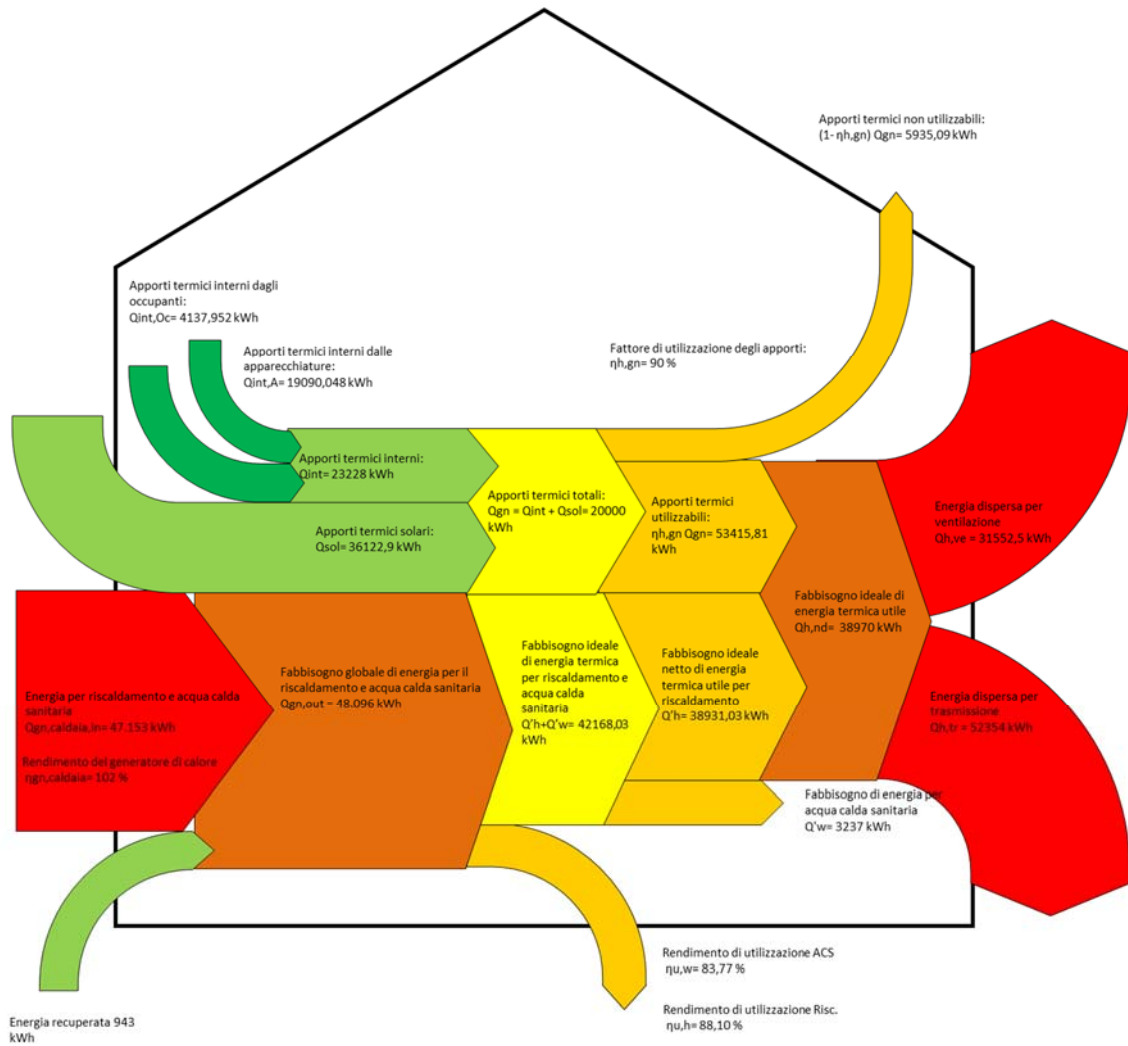 Apporti termici non utilizzabili:
(1- ηh,gn) Qgn= 5935,09 kWh
Apporti termici interni dagli
occupanti:
Qint,Oc= 4137,952 kWh
Apporti termici interni dalle
apparecchiature:
Qint,A= 19090,048 kWh
Fattore di utilizzazione degli apporti:
ηh,gn= 90 %
Apporti termici interni:
Qint= 23228 kWh
Apporti termici solari:
Qsol= 36122,9 kWh
Apporti termici totali:
Qgn = Qint + Qsol= 20000
kWh
Apporti termici
utilizzabili:
ηh,gn Qgn= 53415,81
kWh
Energia dispersa per
ventilazione
Qh,ve = 31552,5 kWh
Fabbisogno ideale di
energia termica utile
Qh,nd= 38970 kWh
Energia per riscaldamento e acqua calda
sanitaria
Qgn,caldaia,in= 47.153 kWh
Rendimento del generatore di calore
ηgn,caldaia= 102 %
Fabbisogno globale di energia per il
riscaldamento e acqua calda sanitaria
Qgn,out = 48.096 kWh
Fabbisogno ideale
di energia termica
per riscaldamento e
acqua calda
sanitaria
Q'h+Q'w= 42168,03
kWh
Fabbisogno ideale
netto di energia
termica utile per
riscaldamento
Q'h= 38931,03 kWh
Energia dispersa per
trasmissione
Qh,tr = 52354 kWh
Fabbisogno di energia per
acqua calda sanitaria
Q'w= 3237 kWh
Rendimento di utilizzazione ACS
ηu,w= 83,77 %
Rendimento di utilizzazione Risc.
ηu,h= 88,10 %
Energia recuperata 943
kWh